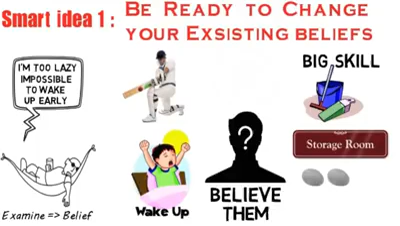 Smart idea 1 : BE READY TO CHANGE
YOUR EXSISTING BELIEFS
I'M TOO LAZY
IMPOSSIBLE
TO WAKE
UP EARLY
Examine => Belief
Wake Up
?
BELIEVE
THEM
BIG SKILL
Storage Room